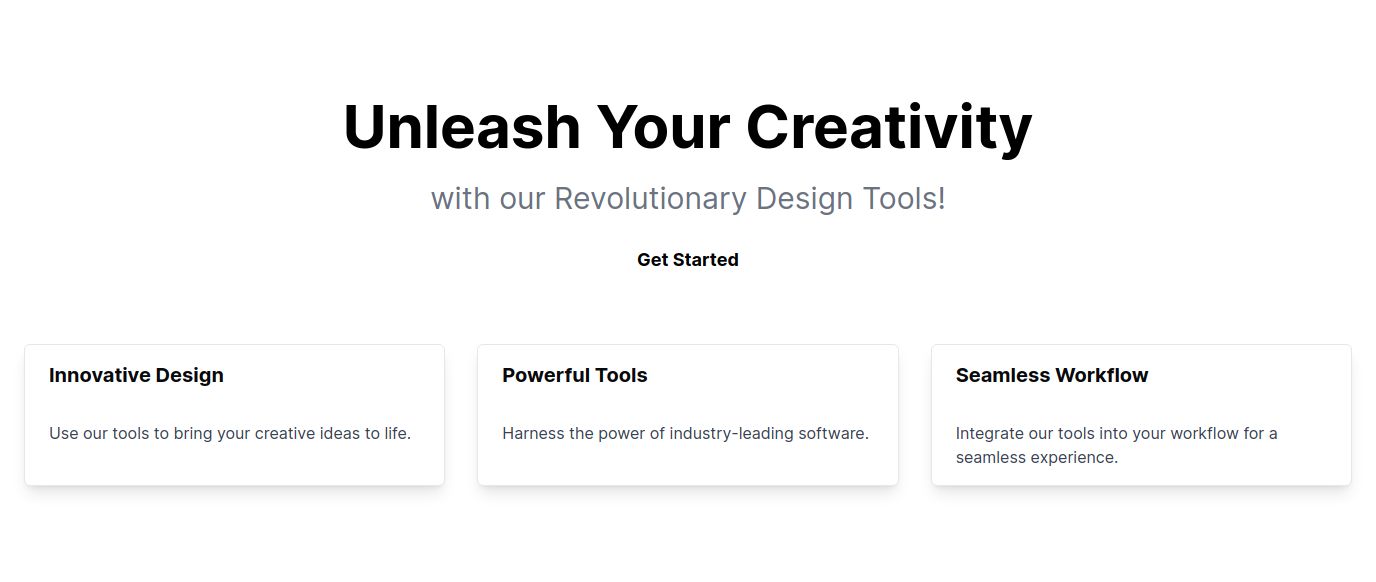 Unleash Your Creativity
with our Revolutionary Design Tools!
Get Started
Innovative Design
Use our tools to bring your creative ideas to life.
Powerful Tools
Harness the power of industry-leading software.
Seamless Workflow
Integrate our tools into your workflow for a
seamless experience.